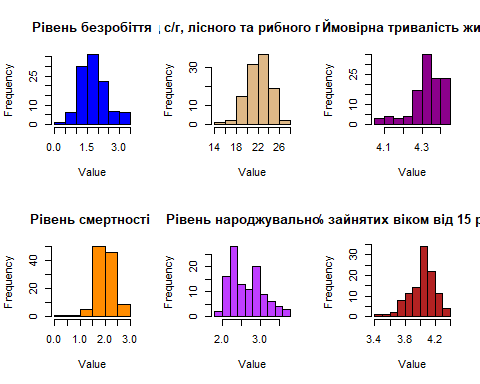 Рівень безробіття
с/г, лісного та рибного г
Ймовірна тривалість жи
Frequency
0 10 25
0.0 1.5 3.0
Value
Frequency
0 10 30
14 18 22 26
Value
Frequency
0 10 30
4.1 4.3
Value
Рівень смертності
Рівень народжувально
% зайнятих віком від 15 р
Frequency
0 20 40
0.0 1.0 2.0 3.0
Value
Frequency
0 10 20
2.0 3.0
Value
Frequency
0 10 20 30
3.4 3.8 4.2
Value